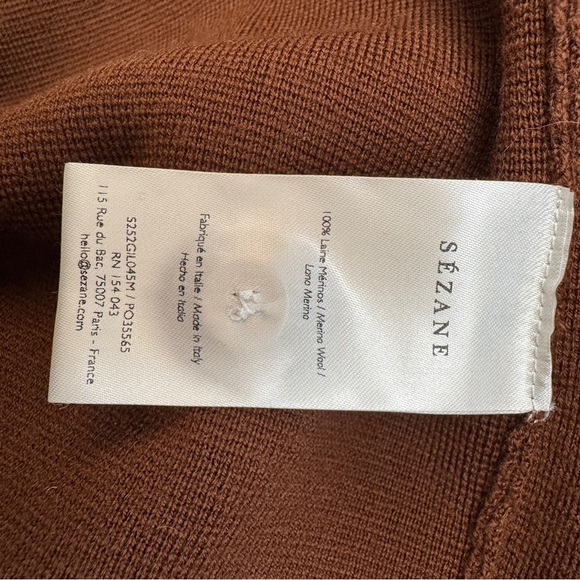 SÉZANE
100% Laine Mérinos / Merino Wool /
Lana Merino
Fabriqué en Italie / Made in Italy
Hecho en Italia
S252GIL045M / PO35565
RN 154 043
115 Rue du Bac, 75007 Paris - France
hello@sezane.com